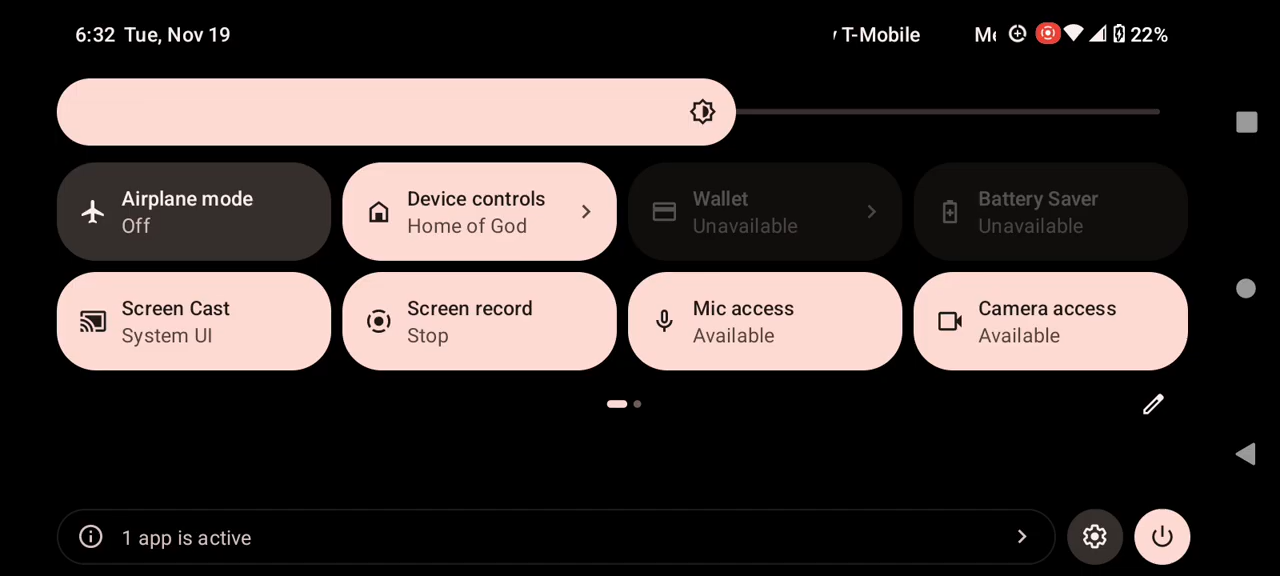 6:32 Tue, Nov 19
T-Mobile
22%
Airplane mode
Off
Device controls
Home of God
Wallet
Unavailable
Battery Saver
Unavailable
Screen Cast
System UI
Screen record
Stop
Mic access
Available
Camera access
Available
1 app is active